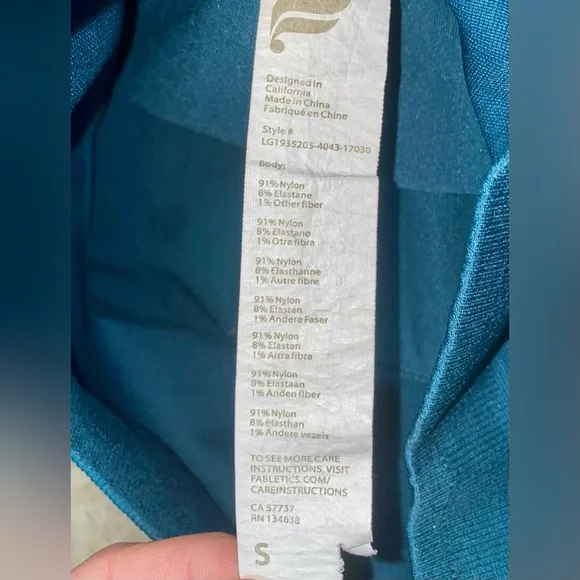 Designed in
California
Made in China
Fabriqué en Chine
Style #
LG1935205-4043-17030
Body:
91% Nylon
8% Elastane
1% Other fiber
91% Nylon
8% Elastano
1% Otra fibra
91% Nylon
8% Elasthanne
1% Autre fibre
91% Nylon
8% Elastan
1% Andere Faser
91% Nylon
8% Elastan
1% Altra fibra
91% Nylon
8% Elastaan
1% Anden fiber
91% Nylon
8% Elasthan
1% Andere vezels
TO SEE MORE CARE
INSTRUCTIONS, VISIT
FABLETICS.COM/
CAREINSTRUCTIONS
CA 57737
RN 134638
S